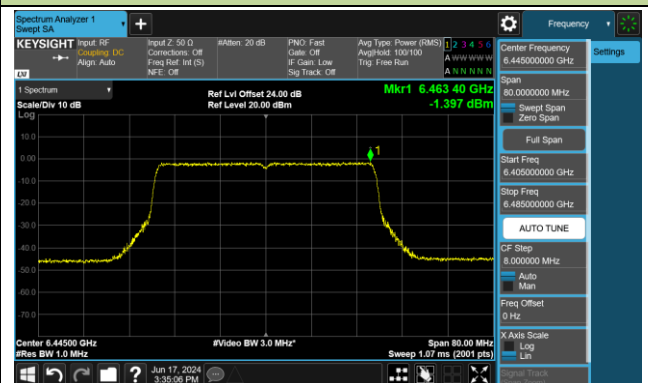 Spectrum Analyzer 1
Swept SA
Frequency
KEYSIGHT
Input: RF
Coupling: DC
Align: Auto
Input Z: 50 Ω
Corrections: Off
Freq Ref: Int (S)
NFE: Off
#Atten: 20 dB
PNO: Fast
Gate: Off
IF Gain: Low
Sig Track: Off
Avg Type: Power (RMS)
Avg|Hold: 100/100
Trig: Free Run
1 2 3 4 5 6
A W W W W W
A N N N N N
LXI
1 Spectrum
Scale/Div 10 dB
Log
Ref Lvl Offset 24.00 dB
Ref Level 20.00 dBm
Mkr1 6.463 40 GHz
-1.397 dBm
1
10.0
0.00
-10.0
-20.0
-30.0
-40.0
-50.0
-60.0
-70.0
Center 6.44500 GHz
#Res BW 1.0 MHz
#Video BW 3.0 MHz*
Span 80.00 MHz
Sweep 1.07 ms (2001 pts)
Center Frequency
6.445000000 GHz
Settings
Span
80.0000000 MHz
Swept Span
Zero Span
Full Span
Start Freq
6.405000000 GHz
Stop Freq
6.485000000 GHz
AUTO TUNE
CF Step
8.000000 MHz
Auto
Man
Freq Offset
0 Hz
X Axis Scale
Log
Lin
Signal Track
?
Jun 17, 2024
3:35:06 PM